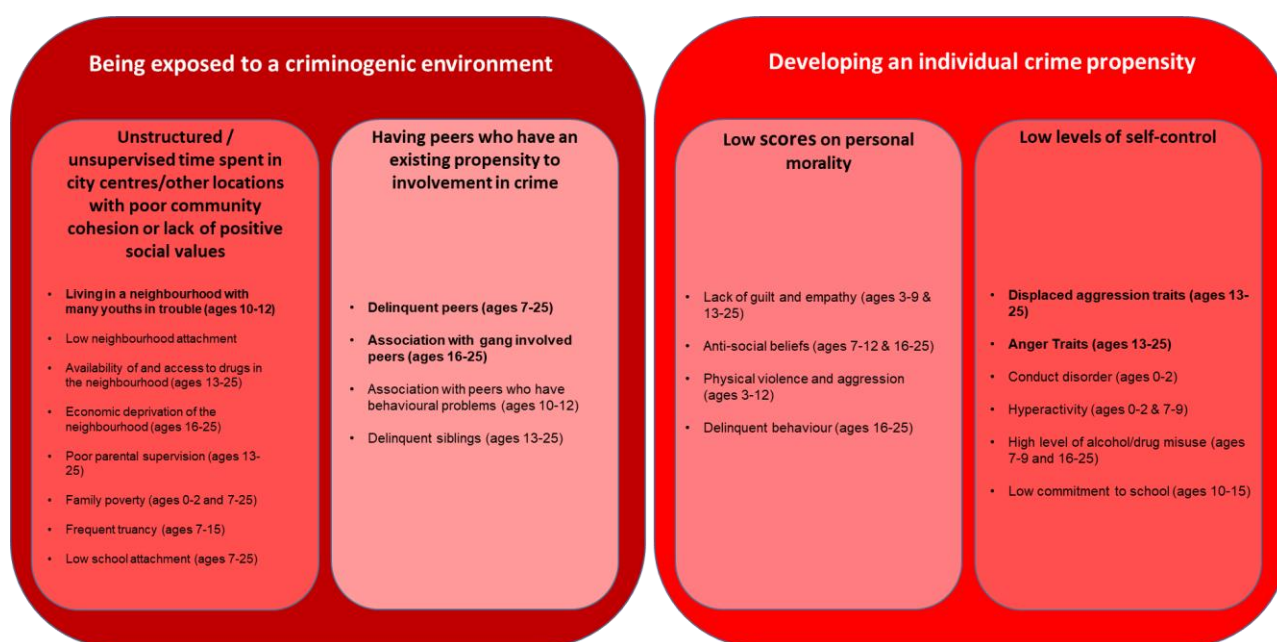 Being exposed to a criminogenic environment
Unstructured /
unsupervised time spent in
city centres/other locations
with poor community
cohesion or lack of positive
social values
• Living in a neighbourhood with
many youths in trouble (ages 10-12)
• Low neighbourhood attachment
• Availability of and access to drugs in
the neighbourhood (ages 13-25)
• Economic deprivation of the
neighbourhood (ages 16-25)
• Poor parental supervision (ages 13-
25)
• Family poverty (ages 0-2 and 7-25)
• Frequent truancy (ages 7-15)
• Low school attachment (ages 7-25)
Having peers who have an
existing propensity to
involvement in crime
• Delinquent peers (ages 7-25)
• Association with gang involved
peers (ages 16-25)
• Association with peers who have
behavioural problems (ages 10-12)
• Delinquent siblings (ages 13-25)
Developing an individual crime propensity
Low scores on personal
morality
• Lack of guilt and empathy (ages 3-9 &
13-25)
• Anti-social beliefs (ages 7-12 & 16-25)
• Physical violence and aggression
(ages 3-12)
• Delinquent behaviour (ages 16-25)
Low levels of self-control
• Displaced aggression traits (ages 13-
25)
• Anger Traits (ages 13-25)
• Conduct disorder (ages 0-2)
• Hyperactivity (ages 0-2 & 7-9)
• High level of alcohol/drug misuse (ages
7-9 and 16-25)
• Low commitment to school (ages 10-15)